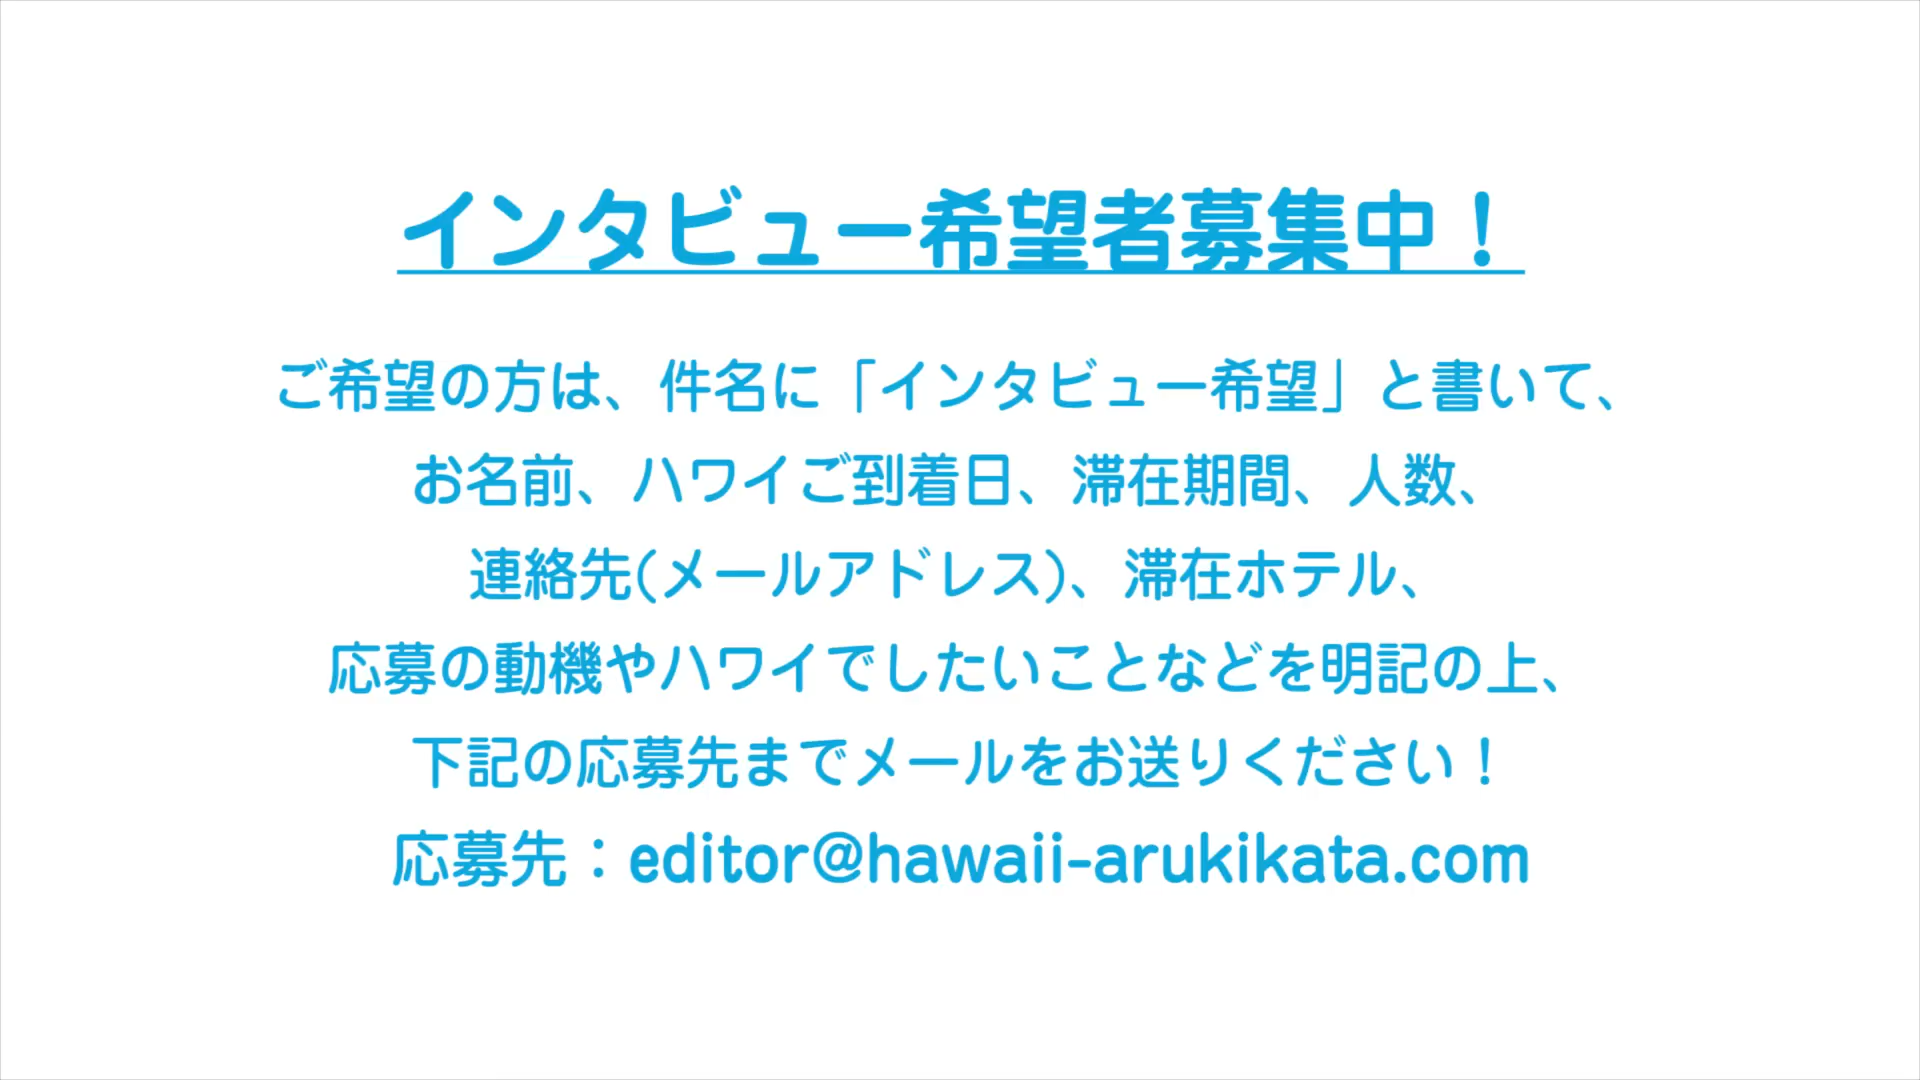 インタビュー希望者募集中！
ご希望の方は、件名に「インタビュー希望」と書いて、
お名前、ハワイご到着日、滞在期間、人数、
連絡先(メールアドレス)、滞在ホテル、
応募の動機やハワイでしたいことなどを明記の上、
下記の応募先までメールをお送りください！
応募先：editor@hawaii-arukikata.com